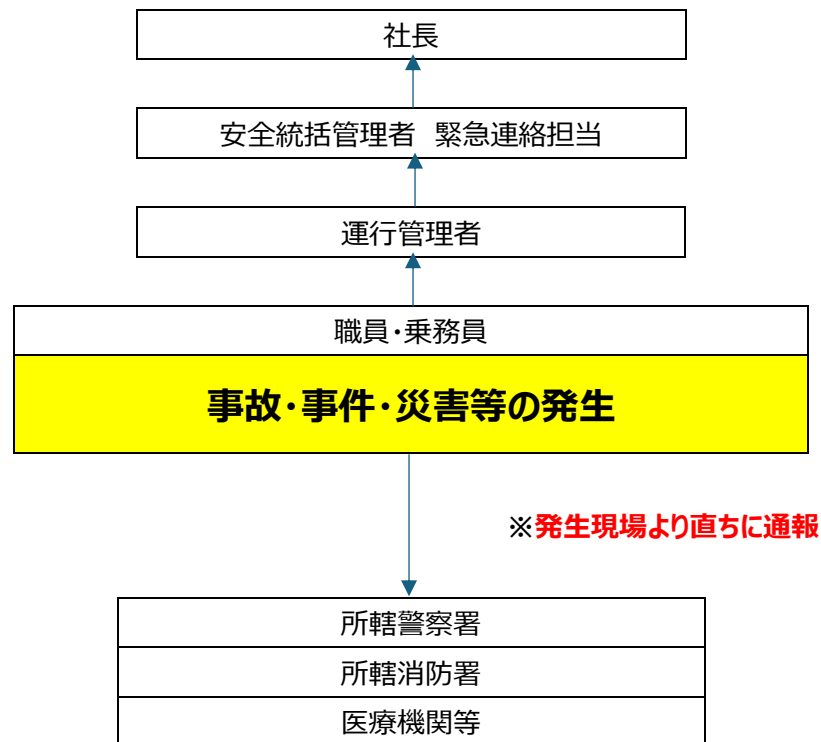 社長
安全統括管理者　緊急連絡担当
運行管理者
職員・乗務員
事故・事件・災害等の発生
※発生現場より直ちに通報
所轄警察署
所轄消防署
医療機関等